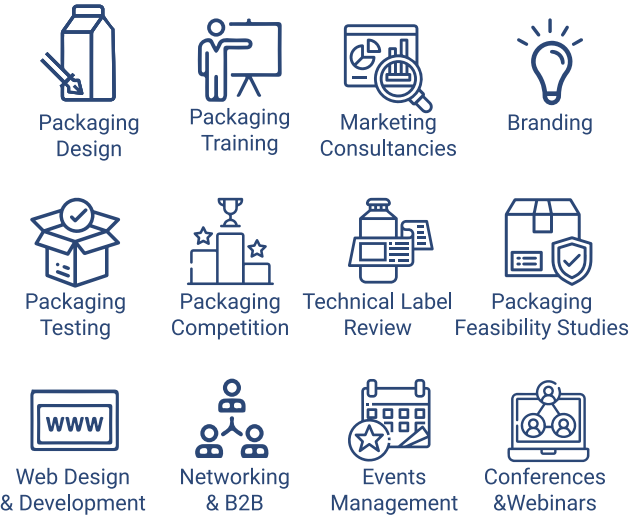 Packaging
Design
Packaging
Training
Marketing
Consultancies
Branding
Packaging
Testing
Packaging
Competition
Technical Label
Review
Packaging
Feasibility Studies
WWW
Web Design
& Development
Networking
& B2B
Events
Management
Conferences
&Webinars